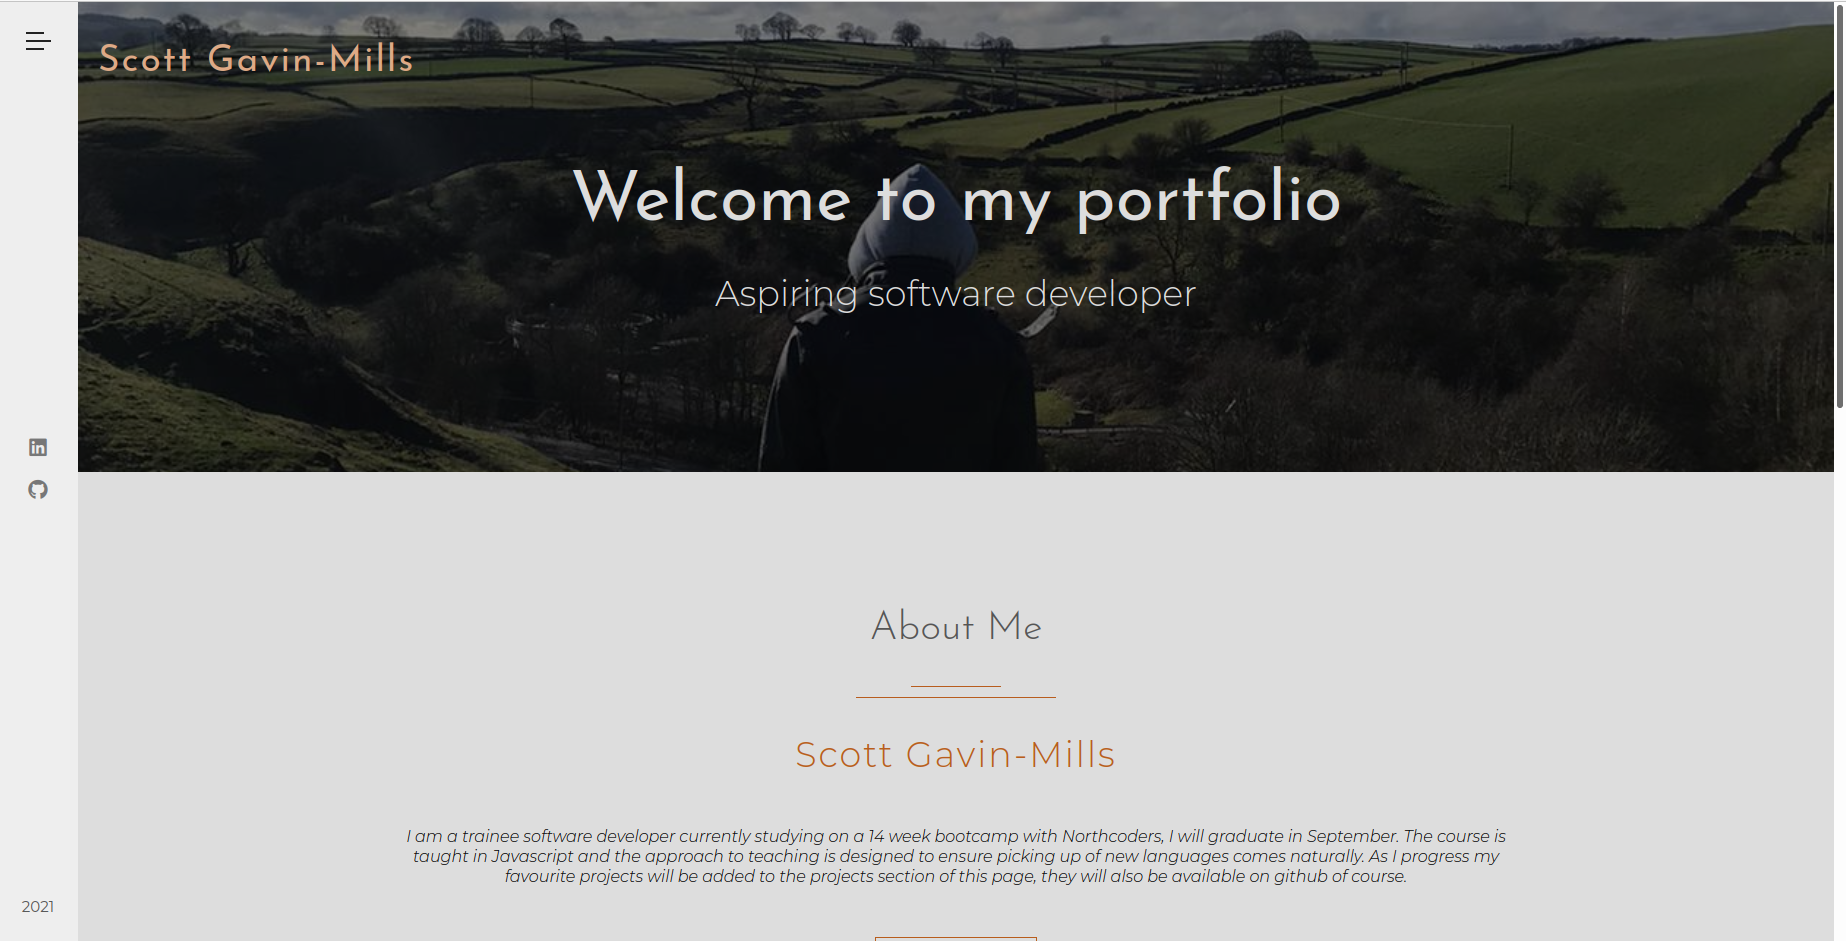 Scott Gavin-Mills
Welcome to my portfolio
Aspiring software developer
About Me
Scott Gavin-Mills
I am a trainee software developer currently studying on a 14 week bootcamp with Northcoders, I will graduate in September. The course is
taught in Javascript and the approach to teaching is designed to ensure picking up of new languages comes naturally. As I progress my
favourite projects will be added to the projects section of this page, they will also be available on github of course.
in
2021